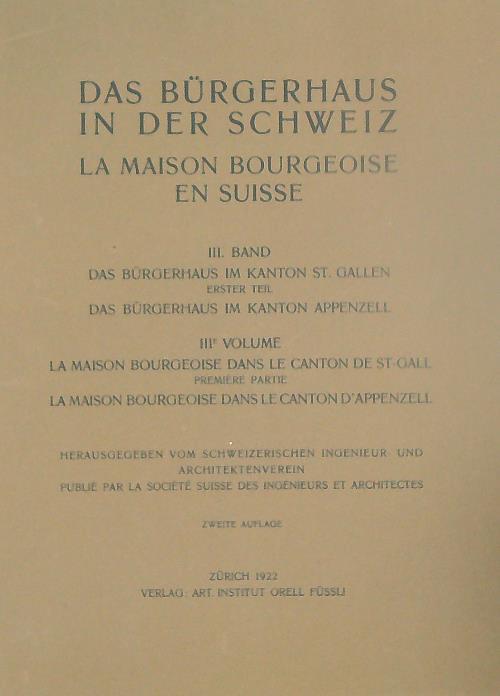 DAS BÜRGERHAUS
IN DER SCHWEIZ
LA MAISON BOURGEOISE
EN SUISSE
III. BAND
DAS BÜRGERHAUS IM KANTON ST. GALLEN
ERSTER TEIL
DAS BÜRGERHAUS IM KANTON APPENZELL
IIIᵉ VOLUME
LA MAISON BOURGEOISE DANS LE CANTON DE ST-GALL
PREMIÈRE PARTIE
LA MAISON BOURGEOISE DANS LE CANTON D'APPENZELL
HERAUSGEGEBEN VOM SCHWEIZERISCHEN INGENIEUR- UND
ARCHITEKTENVEREIN
PUBLIÉ PAR LA SOCIÉTÉ SUISSE DES INGÉNIEURS ET ARCHITECTES
ZWEITE AUFLAGE
ZÜRICH 1922
VERLAG: ART. INSTITUT ORELL FÜSSLI